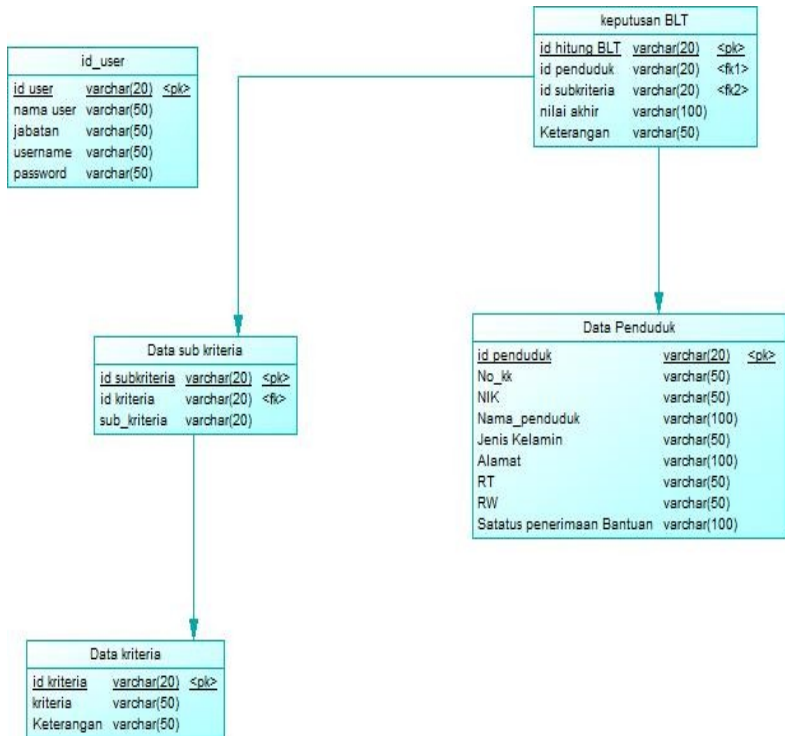 keputusan BLT
id hitung BLT varchar(20) <pk>
id penduduk varchar(20) <fk1>
id subkriteria varchar(20) <fk2>
nilai akhir varchar(100)
Keterangan varchar(50)
id_user
id user varchar(20) <pk>
nama user varchar(50)
jabatan varchar(50)
username varchar(50)
password varchar(50)
Data Penduduk
id penduduk varchar(20) <pk>
No_kk varchar(50)
NIK varchar(50)
Nama_penduduk varchar(100)
Jenis Kelamin varchar(50)
Alamat varchar(100)
RT varchar(50)
RW varchar(50)
Satatus penerimaan Bantuan varchar(100)
Data sub kriteria
id subkriteria varchar(20) <pk>
id kriteria varchar(20) <fk>
sub_kriteria varchar(20)
Data kriteria
id kriteria varchar(20) <pk>
kriteria varchar(50)
Keterangan varchar(50)